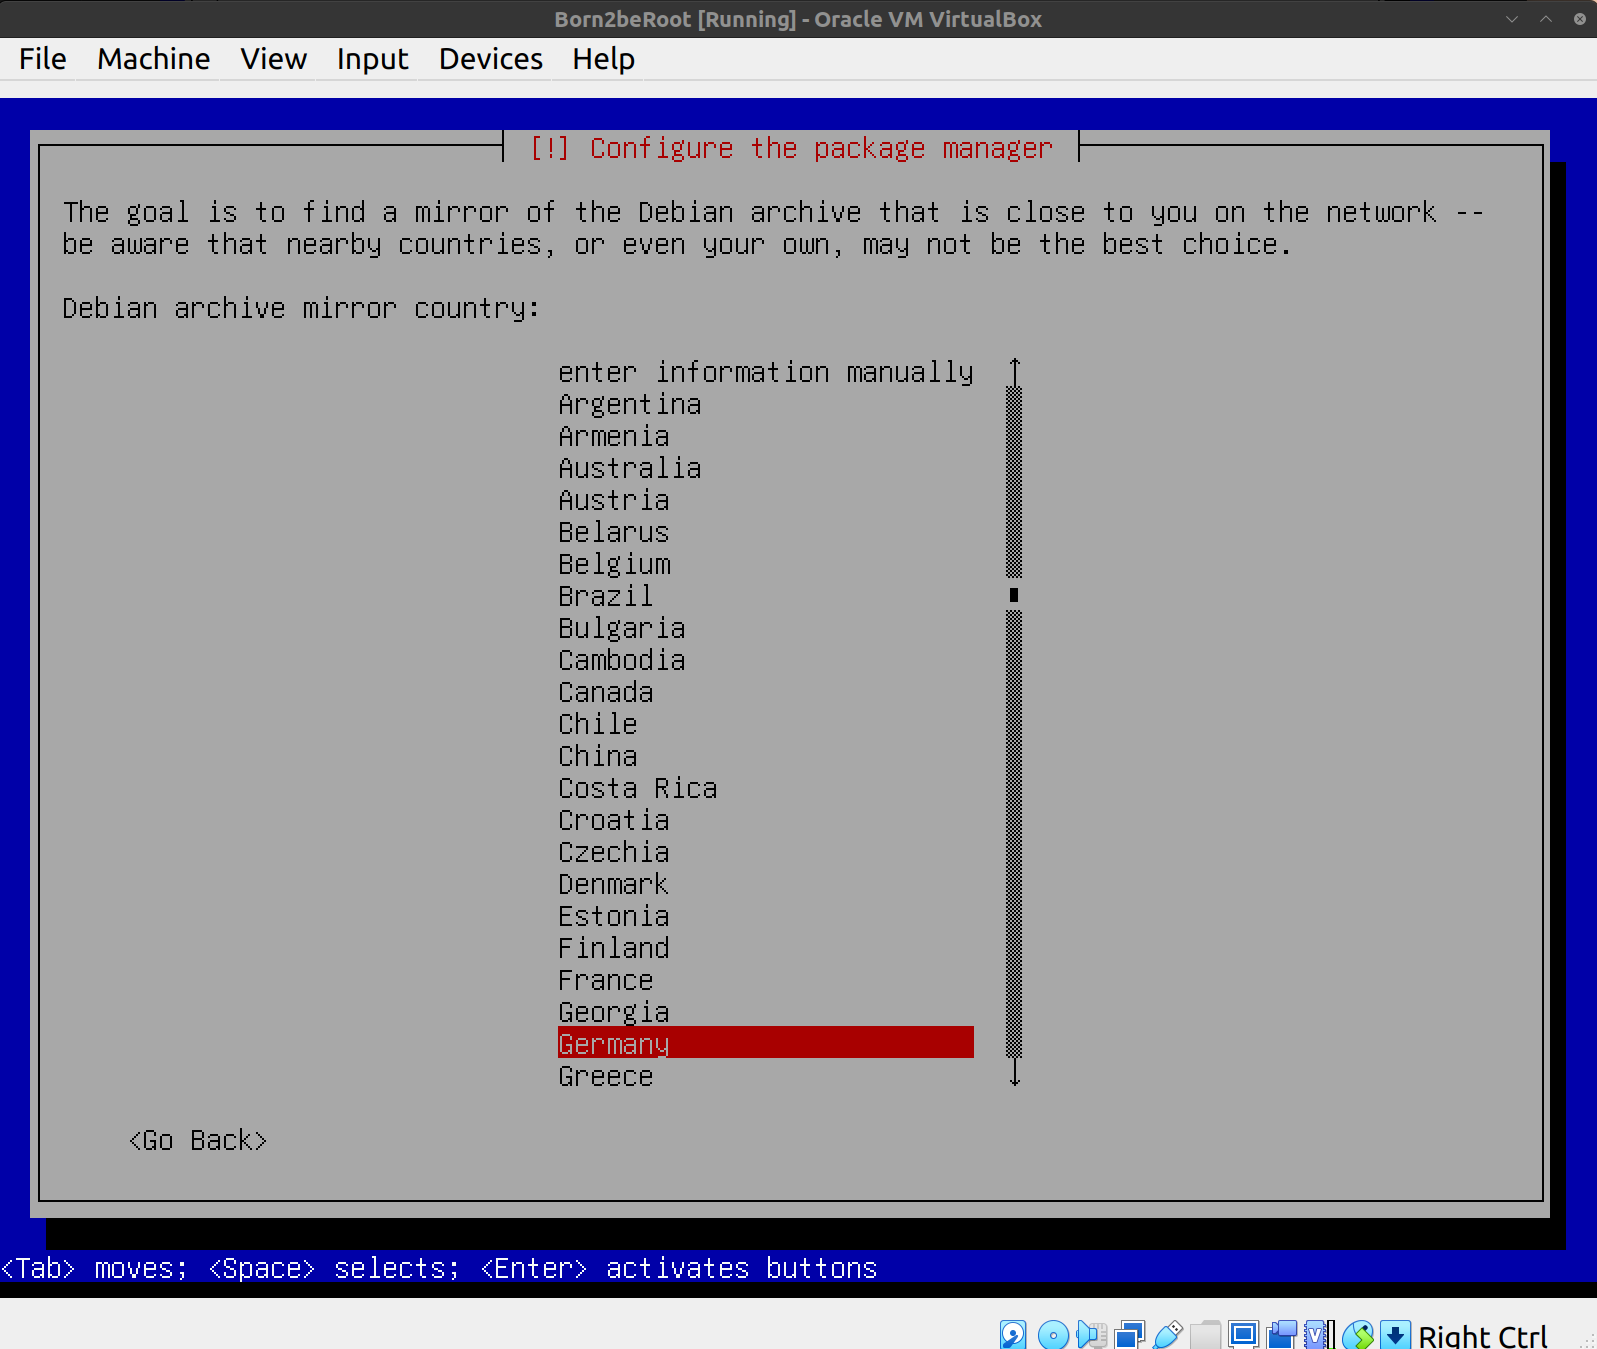 Born2beRoot [Running] - Oracle VM VirtualBox
File Machine View Input Devices Help
[!] Configure the package manager
The goal is to find a mirror of the Debian archive that is close to you on the network --
be aware that nearby countries, or even your own, may not be the best choice.
Debian archive mirror country:
enter information manually
Argentina
Armenia
Australia
Austria
Belarus
Belgium
Brazil
Bulgaria
Cambodia
Canada
Chile
China
Costa Rica
Croatia
Czechia
Denmark
Estonia
Finland
France
Georgia
Germany
Greece
<Go Back>
<Tab> moves; <Space> selects; <Enter> activates buttons
Right Ctrl